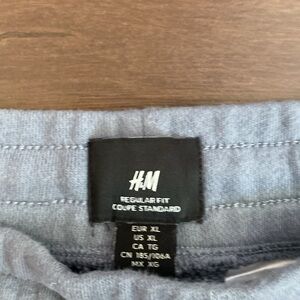 H&M
REGULAR FIT
COUPE STANDARD
EUR XL
US XL
CA TG
CN 185/106A
MX XG